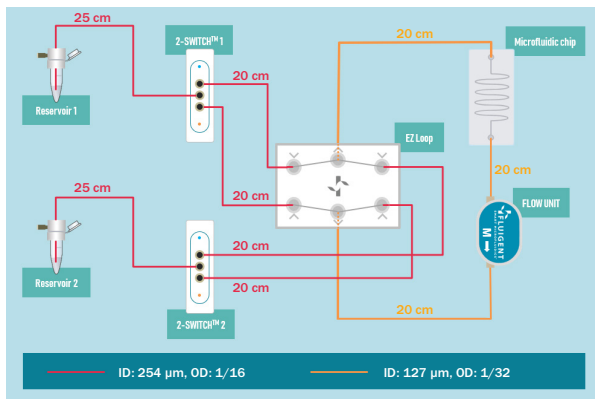 25 cm
2-SWITCH™ 1
20 cm
20 cm
Microfluidic chip
Reservoir 1
EZ Loop
20 cm
25 cm
20 cm
FLOW UNIT
FLUIGENT
M
20 cm
Reservoir 2
20 cm
20 cm
2-SWITCH™ 2
ID: 254 µm, OD: 1/16
ID: 127 µm, OD: 1/32